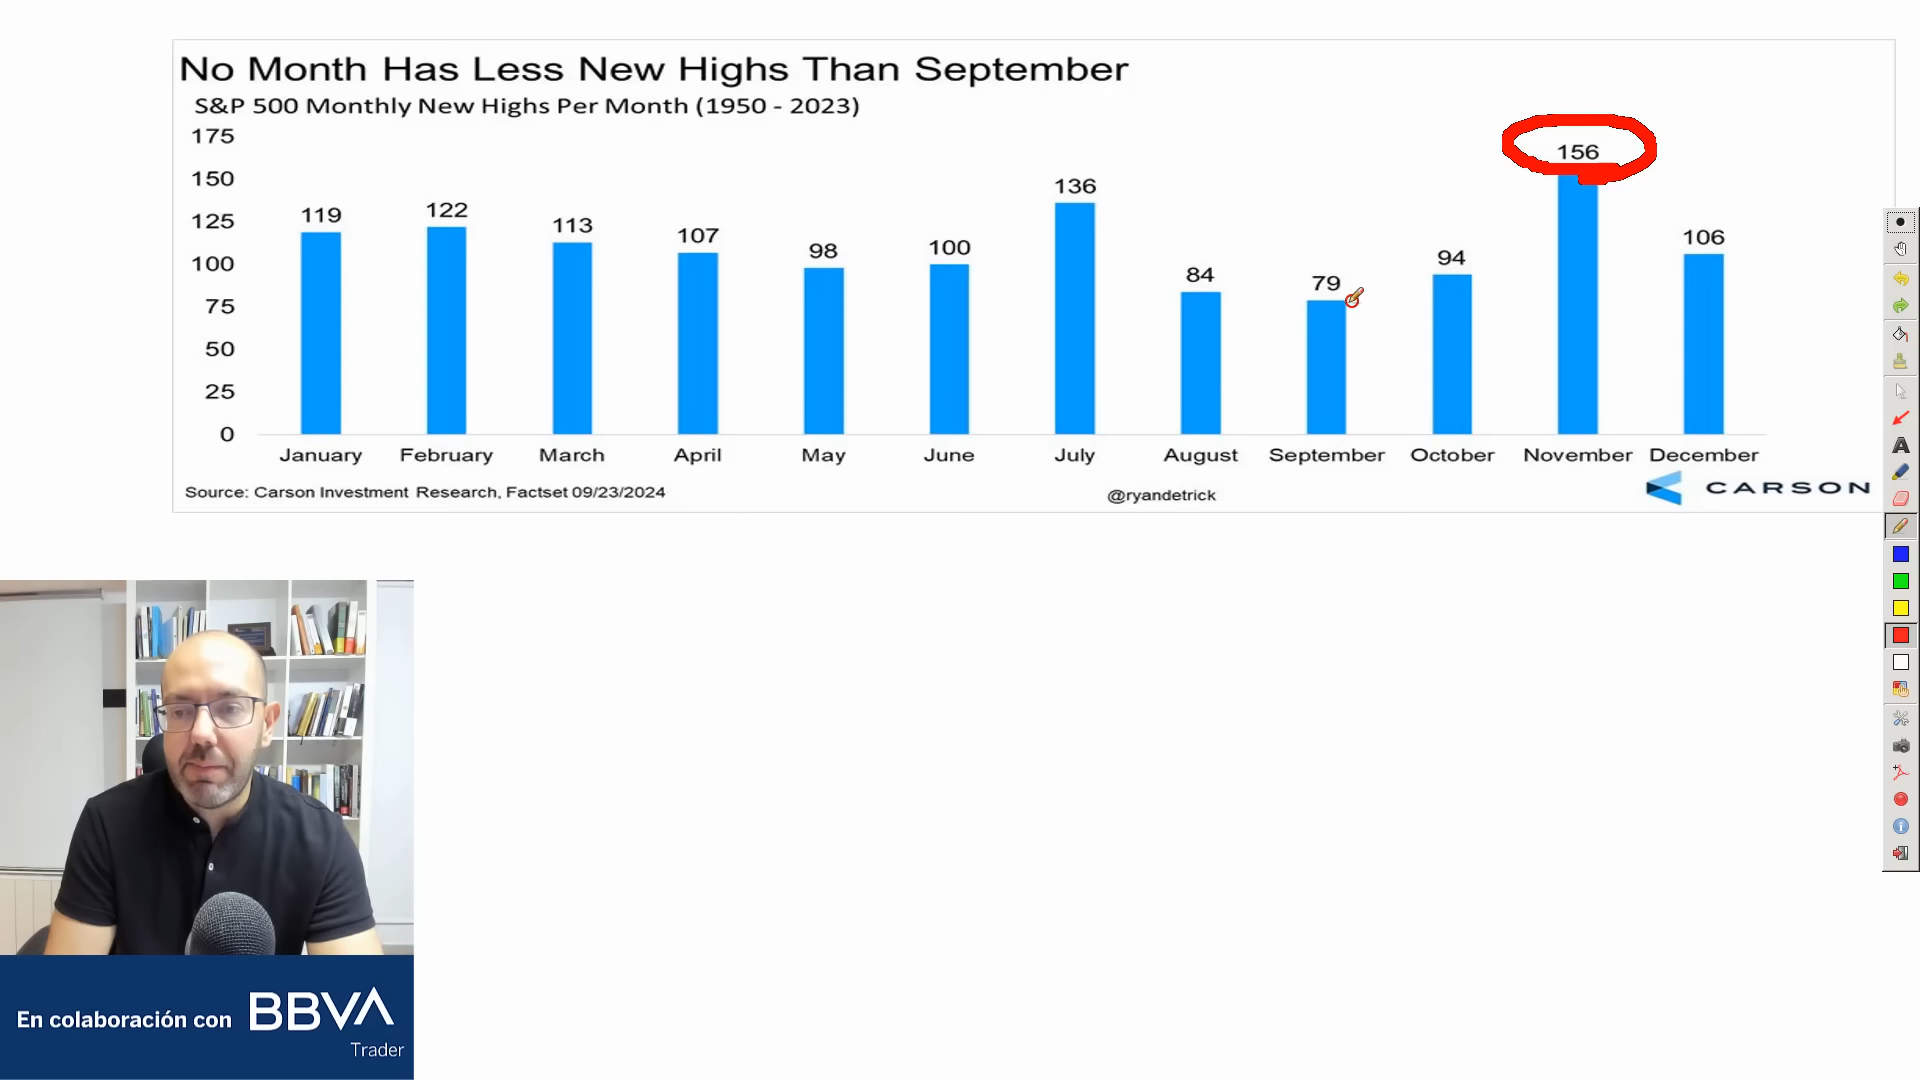 No Month Has Less New Highs Than September
S&P 500 Monthly New Highs Per Month (1950 - 2023)
175
150
125
100
75
50
25
0
119
122
113
107
98
100
136
84
79
94
156
106
January February March April May June July August September October November December
Source: Carson Investment Research, Factset 09/23/2024
@ryandetrick
CARSON
A
En colaboración con BBVA
Trader